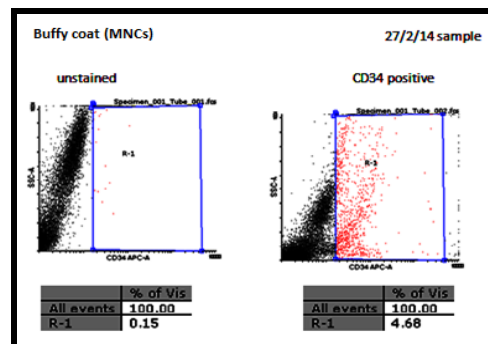 Buffy coat (MNCs)
27/2/14 sample
unstained
CD34 positive
Specimen_001_Tube_001.fcs
R-1
SSC-A
CD34 APC-A
Specimen_001_Tube_002.fcs
R-1
SSC-A
CD34 APC-A
% of Vis
All events 100.00
R-1 0.15
% of Vis
All events 100.00
R-1 4.68